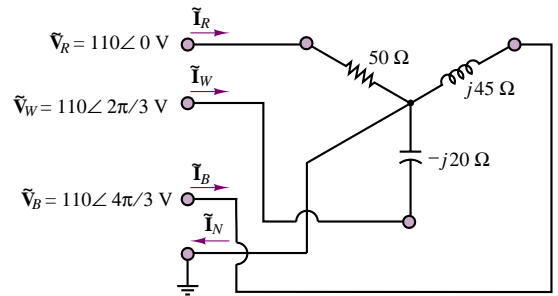 Ĩ_R
Ṽ_R = 110∠ 0 V
50 Ω
j45 Ω
Ĩ_W
Ṽ_W = 110∠ 2π/3 V
−j20 Ω
Ĩ_B
Ṽ_B = 110∠ 4π/3 V
Ĩ_N